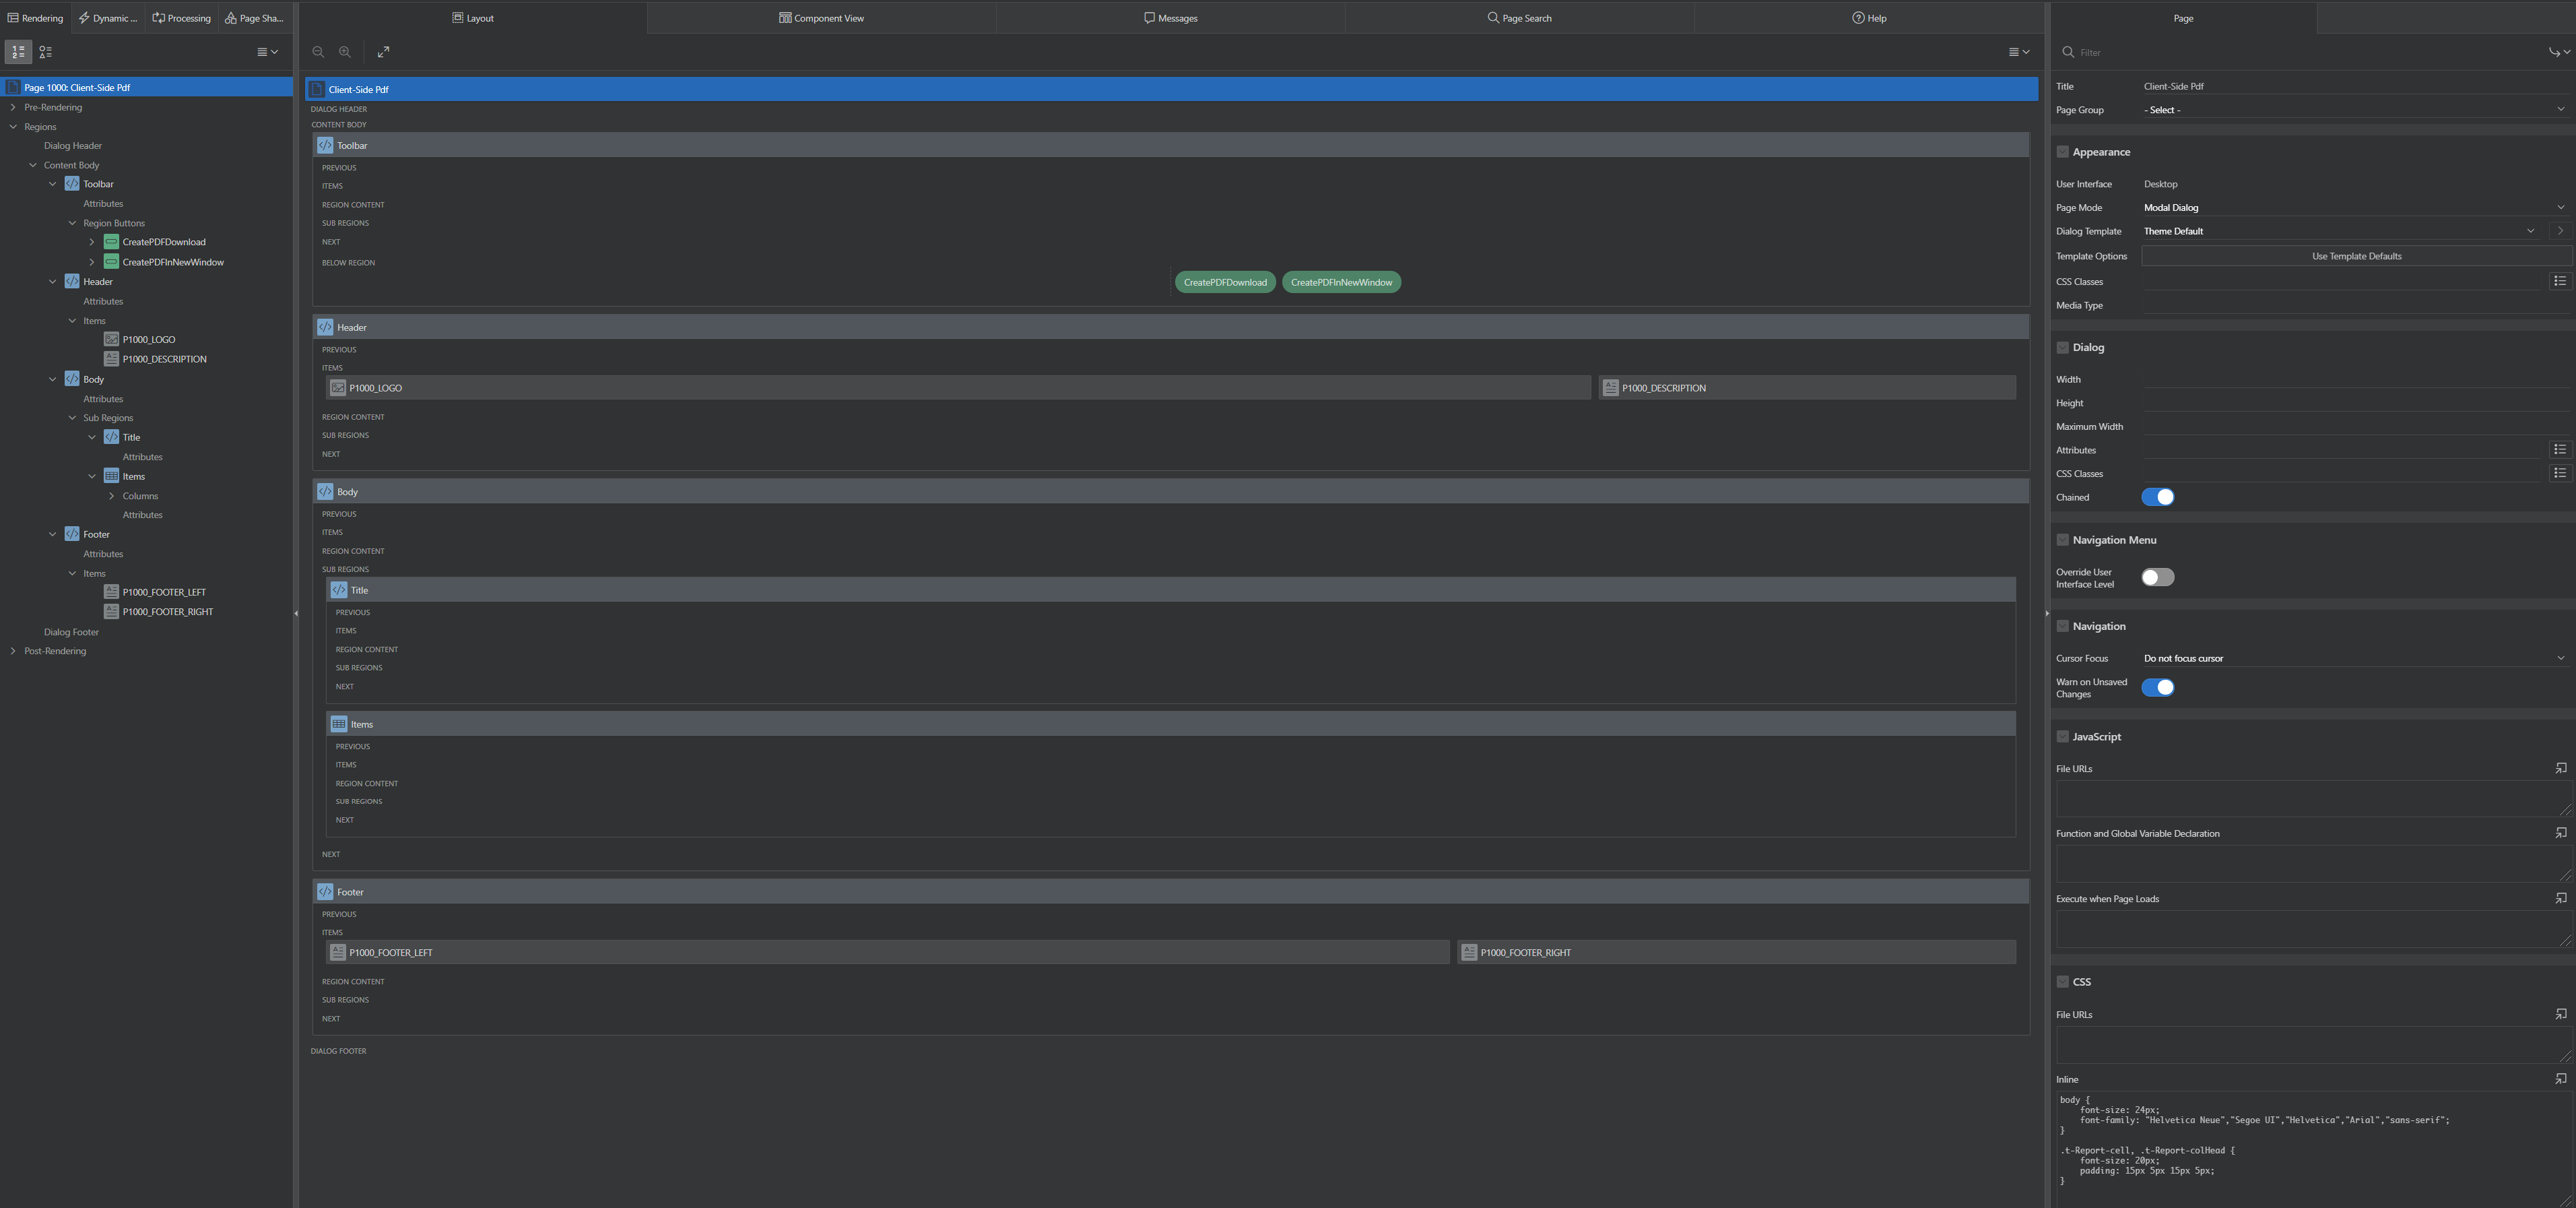 Rendering
Dynamic ...
Processing
Page Sha...
Layout
Component View
Messages
Page Search
Help
Page
Page 1000: Client-Side Pdf
Pre-Rendering
Regions
Dialog Header
Content Body
Toolbar
Attributes
Region Buttons
CreatePDFDownload
CreatePDFInNewWindow
Header
Attributes
Items
P1000_LOGO
P1000_DESCRIPTION
Body
Attributes
Sub Regions
Title
Attributes
Items
Columns
Attributes
Footer
Attributes
Items
P1000_FOOTER_LEFT
P1000_FOOTER_RIGHT
Dialog Footer
Post-Rendering
Client-Side Pdf
DIALOG HEADER
CONTENT BODY
Toolbar
PREVIOUS
ITEMS
REGION CONTENT
SUB REGIONS
NEXT
BELOW REGION
CreatePDFDownload
CreatePDFInNewWindow
Header
PREVIOUS
ITEMS
P1000_LOGO
P1000_DESCRIPTION
REGION CONTENT
SUB REGIONS
NEXT
Body
PREVIOUS
ITEMS
REGION CONTENT
SUB REGIONS
Title
PREVIOUS
ITEMS
REGION CONTENT
SUB REGIONS
NEXT
Items
PREVIOUS
ITEMS
REGION CONTENT
SUB REGIONS
NEXT
NEXT
Footer
PREVIOUS
ITEMS
P1000_FOOTER_LEFT
P1000_FOOTER_RIGHT
REGION CONTENT
SUB REGIONS
NEXT
DIALOG FOOTER
Filter
Title Client-Side Pdf
Page Group - Select -
Appearance
User Interface Desktop
Page Mode Modal Dialog
Dialog Template Theme Default
Template Options Use Template Defaults
CSS Classes
Media Type
Dialog
Width
Height
Maximum Width
Attributes
CSS Classes
Chained
Navigation Menu
Override User
Interface Level
Navigation
Cursor Focus Do not focus cursor
Warn on Unsaved
Changes
JavaScript
File URLs
Function and Global Variable Declaration
Execute when Page Loads
CSS
File URLs
Inline
body {
font-size: 24px;
font-family: "Helvetica Neue","Segoe UI","Helvetica","Arial","sans-serif";
}
.t-Report-cell, .t-Report-colHead {
font-size: 20px;
padding: 15px 5px 15px 5px;
}